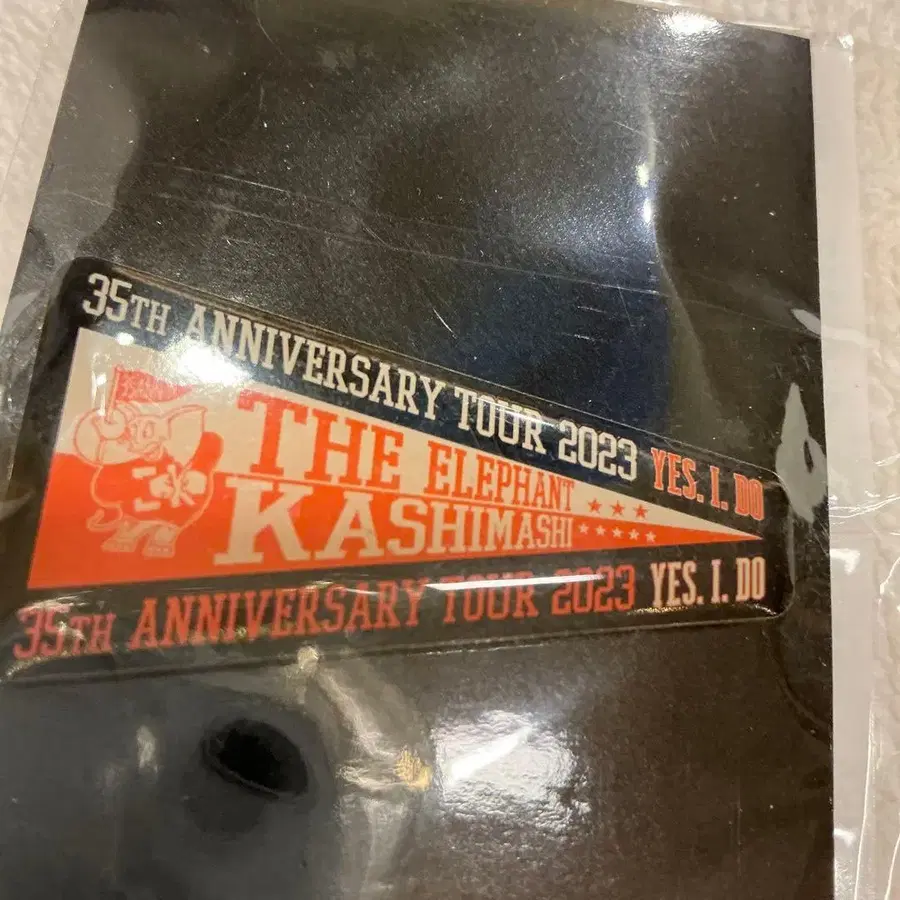 35TH ANNIVERSARY TOUR 2023 YES. I. DO
THE ELEPHANT
KASHIMASHI
35TH ANNIVERSARY TOUR 2023 YES. I. DO